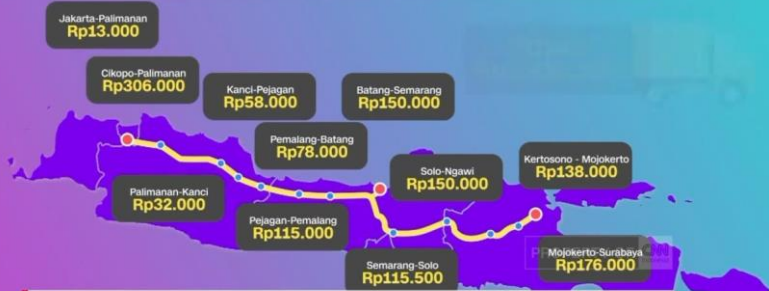 Jakarta-Palimanan
Rp13.000
Cikopo-Palimanan
Rp306.000
Kanci-Pejagan
Rp58.000
Batang-Semarang
Rp150.000
Pemalang-Batang
Rp78.000
Solo-Ngawi
Rp150.000
Kertosono - Mojokerto
Rp138.000
Palimanan-Kanci
Rp32.000
Pejagan-Pemalang
Rp115.000
Semarang-Solo
Rp115.500
Mojokerto-Surabaya
Rp176.000